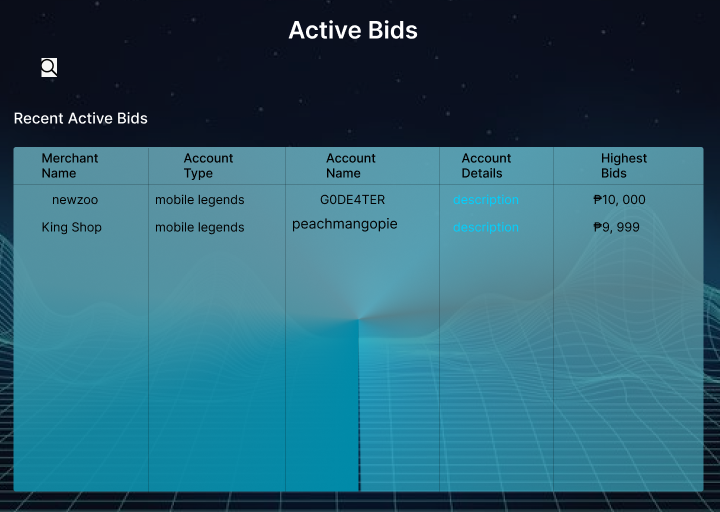 Active Bids
Recent Active Bids
Merchant Name
Account Type
Account Name
Account Details
Highest Bids
newzoo mobile legends G0DE4TER description ₱10, 000
King Shop mobile legends peachmangopie description ₱9, 999